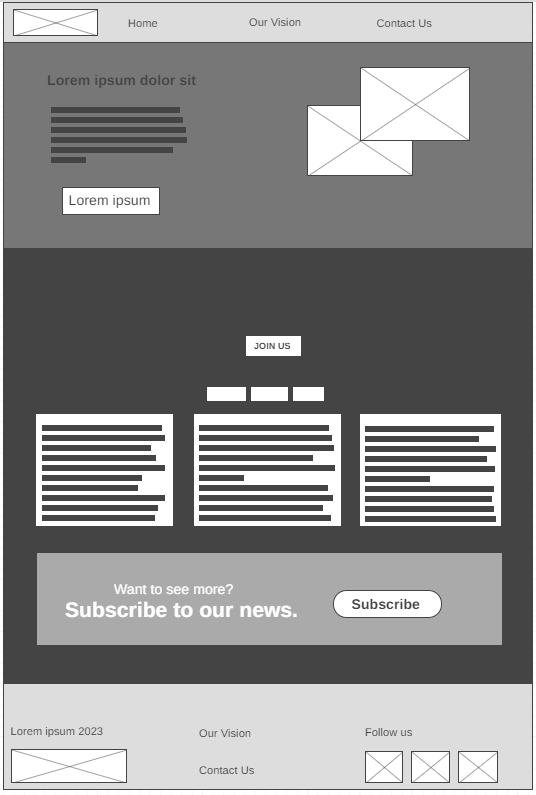 Home
Our Vision
Contact Us
Lorem ipsum dolor sit
Lorem ipsum
JOIN US
Want to see more?
Subscribe to our news.
Subscribe
Lorem ipsum 2023
Our Vision
Follow us
Contact Us